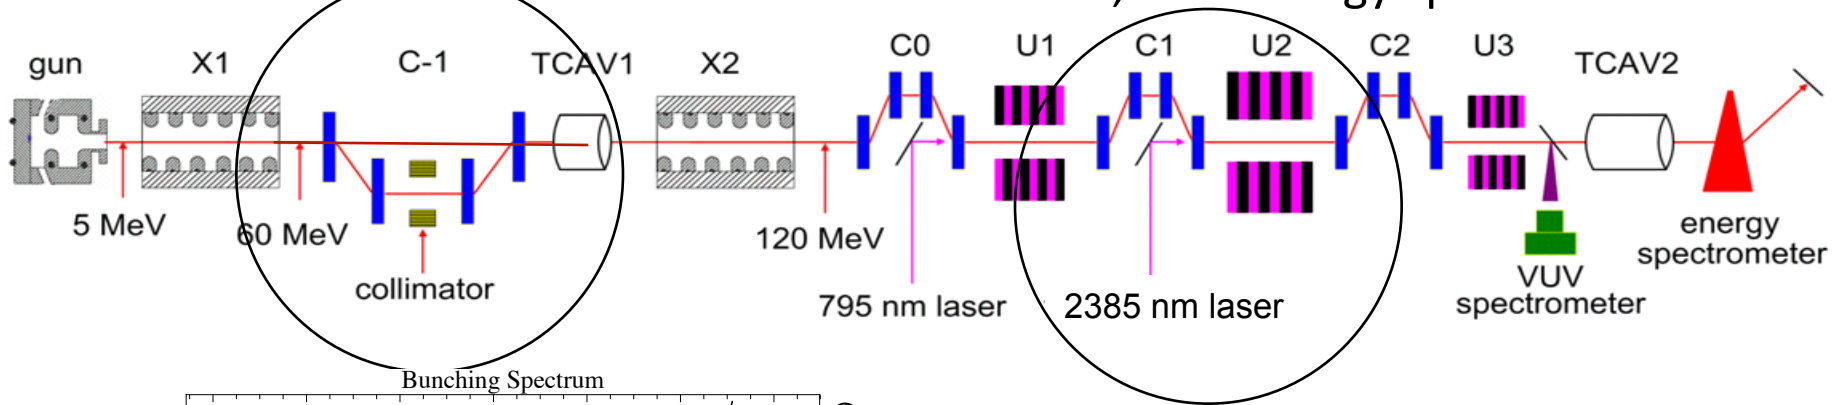 gun
X1
C-1
TCAV1
X2
C0
U1
C1
U2
C2
U3
TCAV2
5 MeV
60 MeV
collimator
120 MeV
795 nm laser
2385 nm laser
VUV
spectrometer
energy
spectrometer
Bunching Spectrum